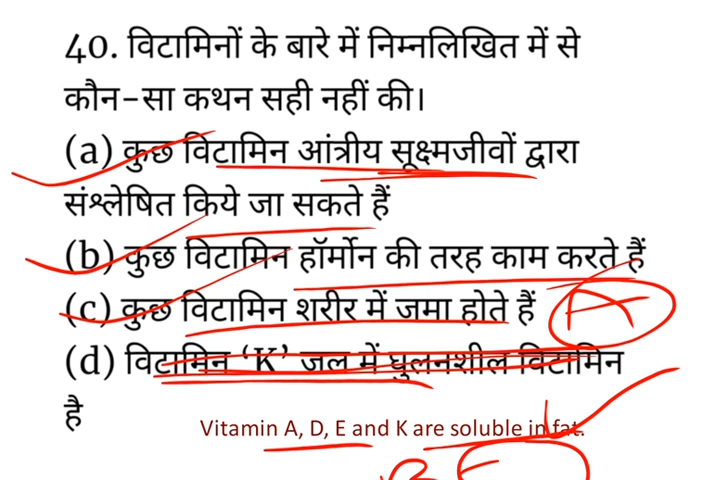 40. विटामिनों के बारे में निम्नलिखित में से
कौन-सा कथन सही नहीं की।
(a) कुछ विटामिन आंत्रीय सूक्ष्मजीवों द्वारा
संश्लेषित किये जा सकते हैं
(b) कुछ विटामिन हॉर्मोन की तरह काम करते हैं
(c) कुछ विटामिन शरीर में जमा होते हैं A
(d) विटामिन ‘K’ जल में घुलनशील विटामिन
है
Vitamin A, D, E and K are soluble in fat.